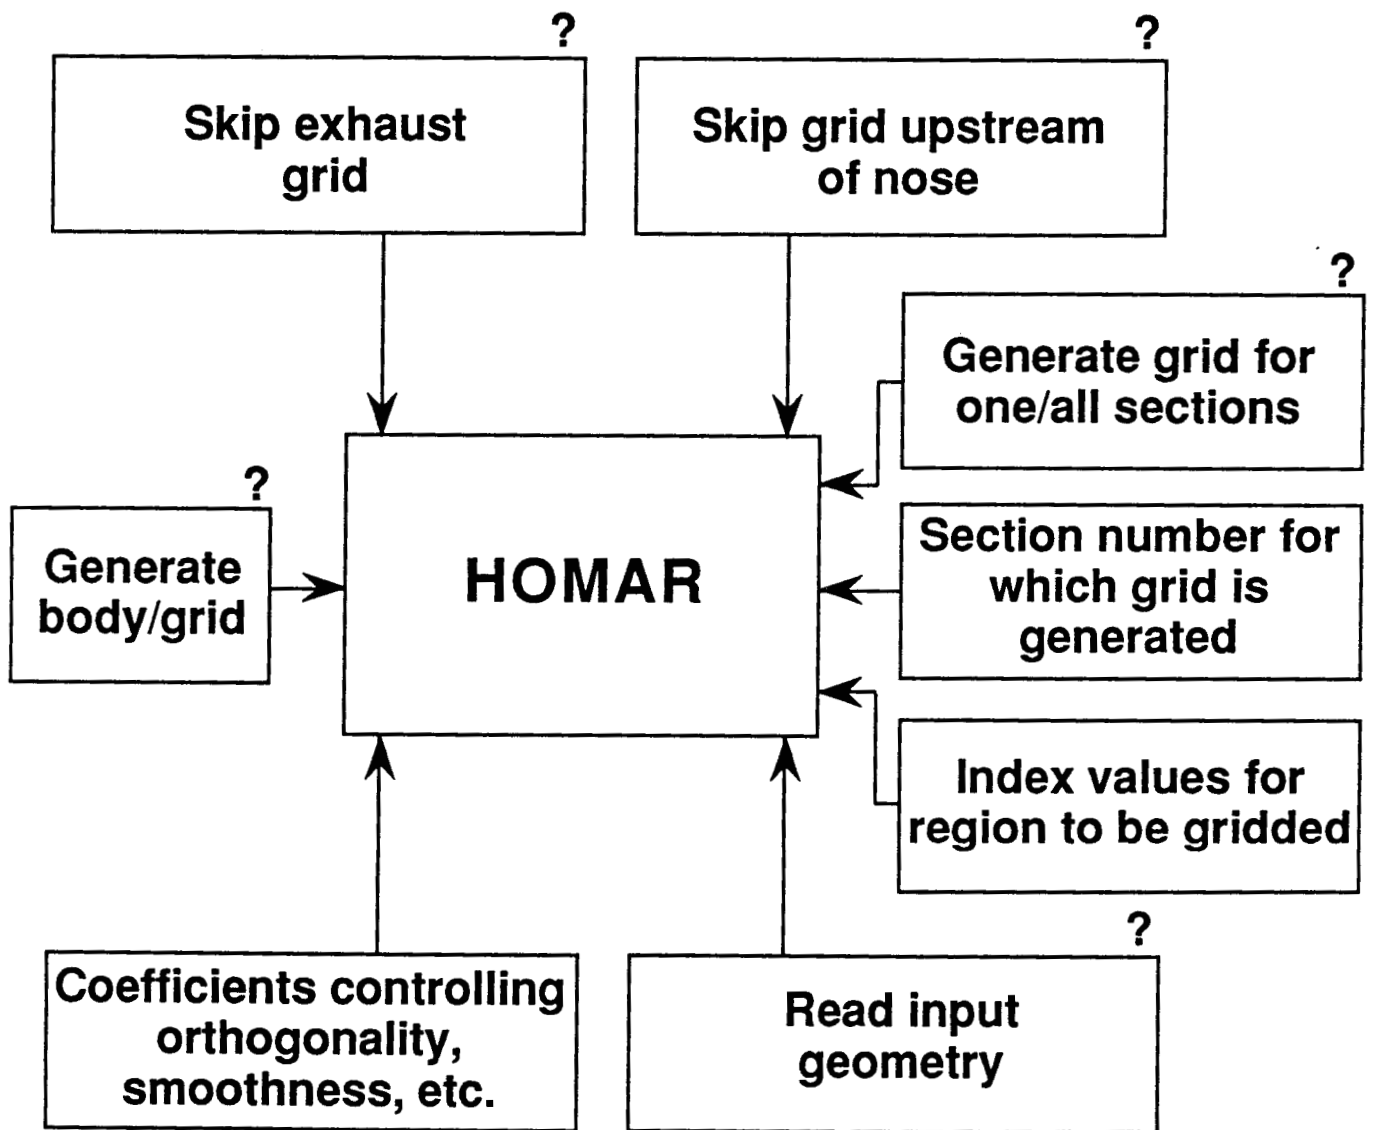 ?
Skip exhaust
grid
?
Skip grid upstream
of nose
?
Generate grid for
one/all sections
?
Generate
body/grid
HOMAR
Section number for
which grid is
generated
Index values for
region to be gridded
Coefficients controlling
orthogonality,
smoothness, etc.
?
Read input
geometry